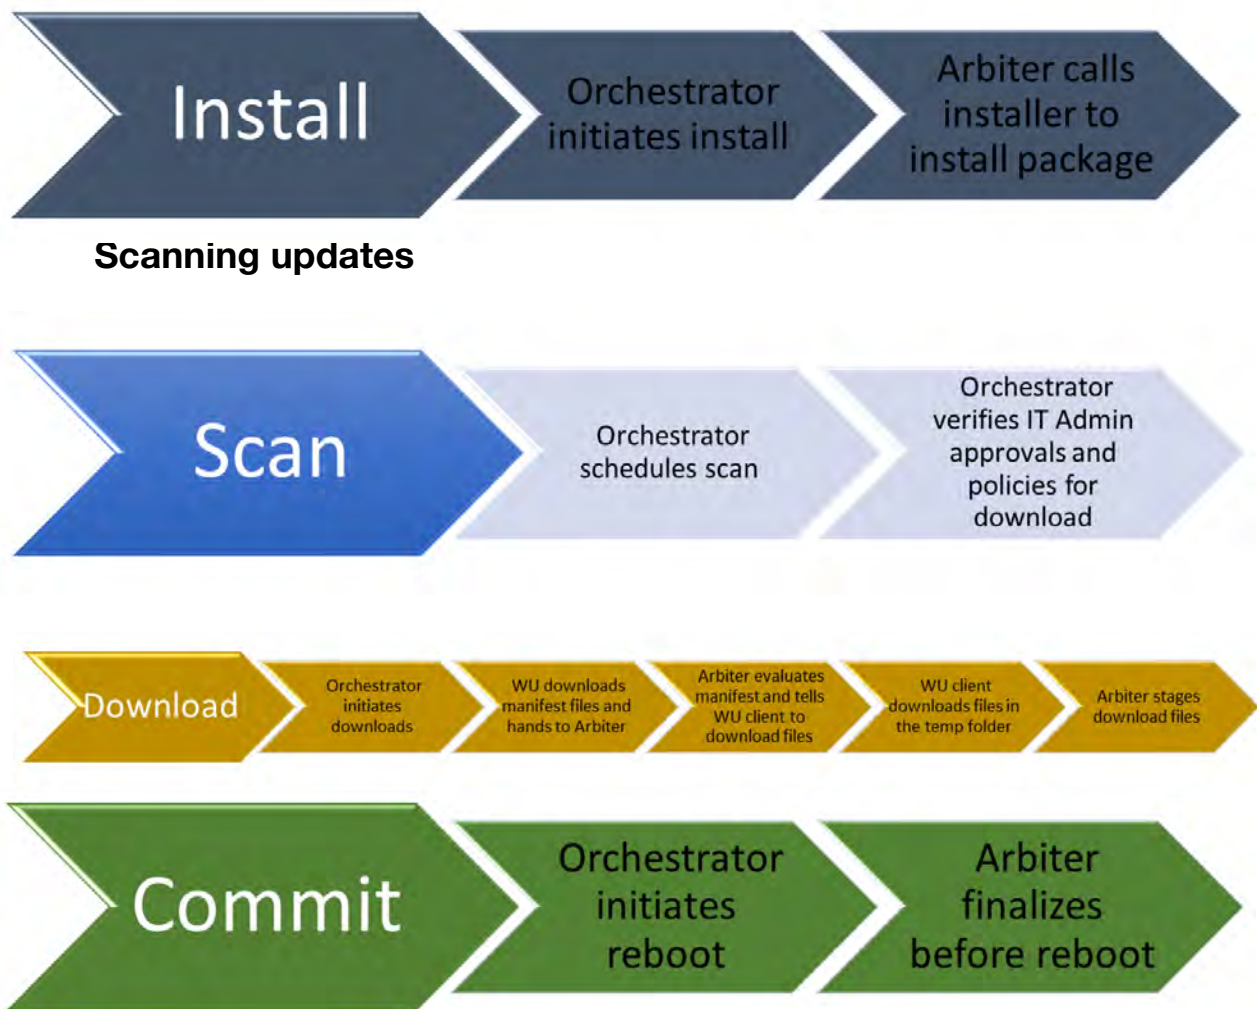 Install
Orchestrator
initiates install
Arbiter calls
installer to
install package
Scanning updates
Scan
Orchestrator
schedules scan
Orchestrator
verifies IT Admin
approvals and
policies for
download
Download
Orchestrator
initiates
downloads
WU downloads
manifest files and
hands to Arbiter
Arbiter evaluates
manifest and tells
WU client to
download files
WU client
downloads files in
the temp folder
Arbiter stages
download files
Commit
Orchestrator
initiates
reboot
Arbiter
finalizes
before reboot